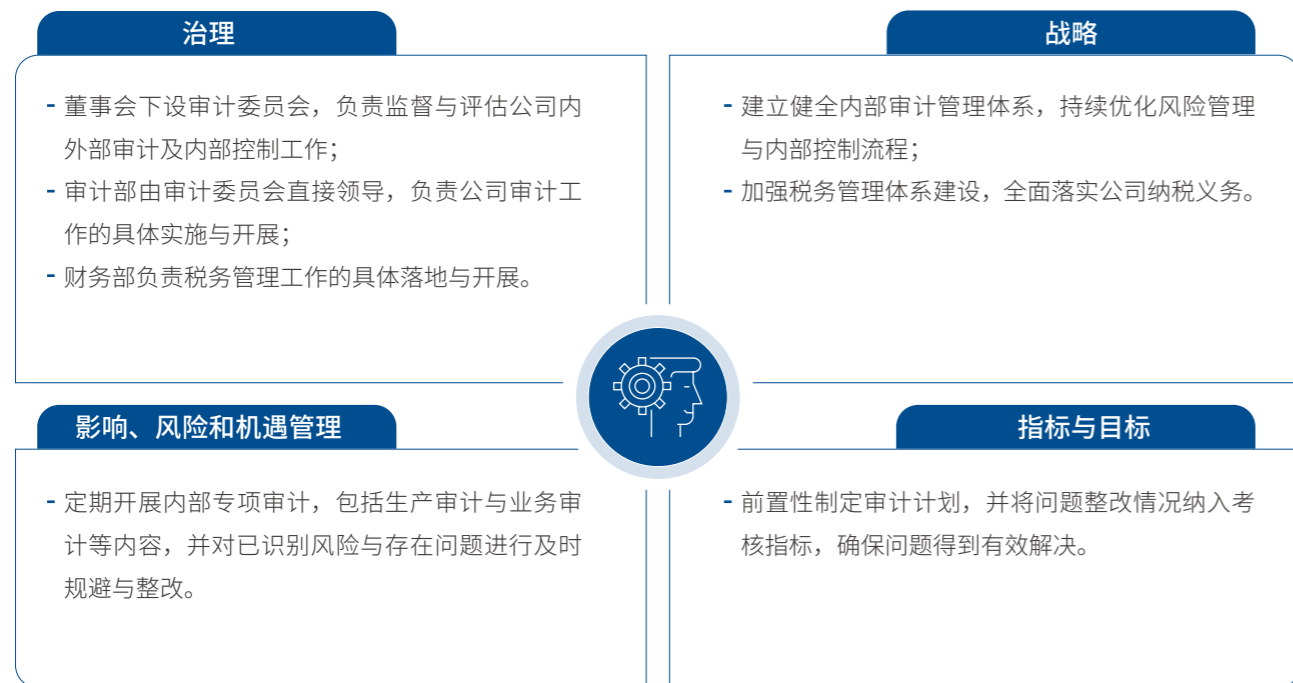 治理
- 董事会下设审计委员会，负责监督与评估公司内
外部审计及内部控制工作；
- 审计部由审计委员会直接领导，负责公司审计工
作的具体实施与开展；
- 财务部负责税务管理工作的具体落地与开展。
战略
- 建立健全内部审计管理体系，持续优化风险管理
与内部控制流程；
- 加强税务管理体系建设，全面落实公司纳税义务。
影响、风险和机遇管理
- 定期开展内部专项审计，包括生产审计与业务审
计等内容，并对已识别风险与存在问题进行及时
规避与整改。
指标与目标
- 前置性制定审计计划，并将问题整改情况纳入考
核指标，确保问题得到有效解决。